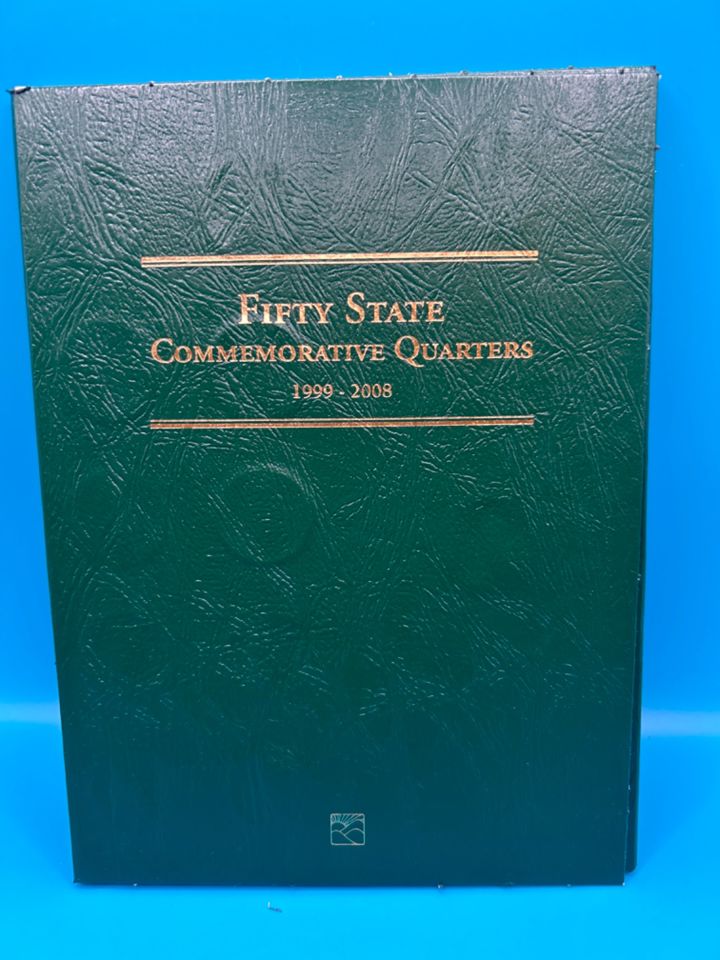 FIFTY STATE
COMMEMORATIVE QUARTERS
1999 - 2008